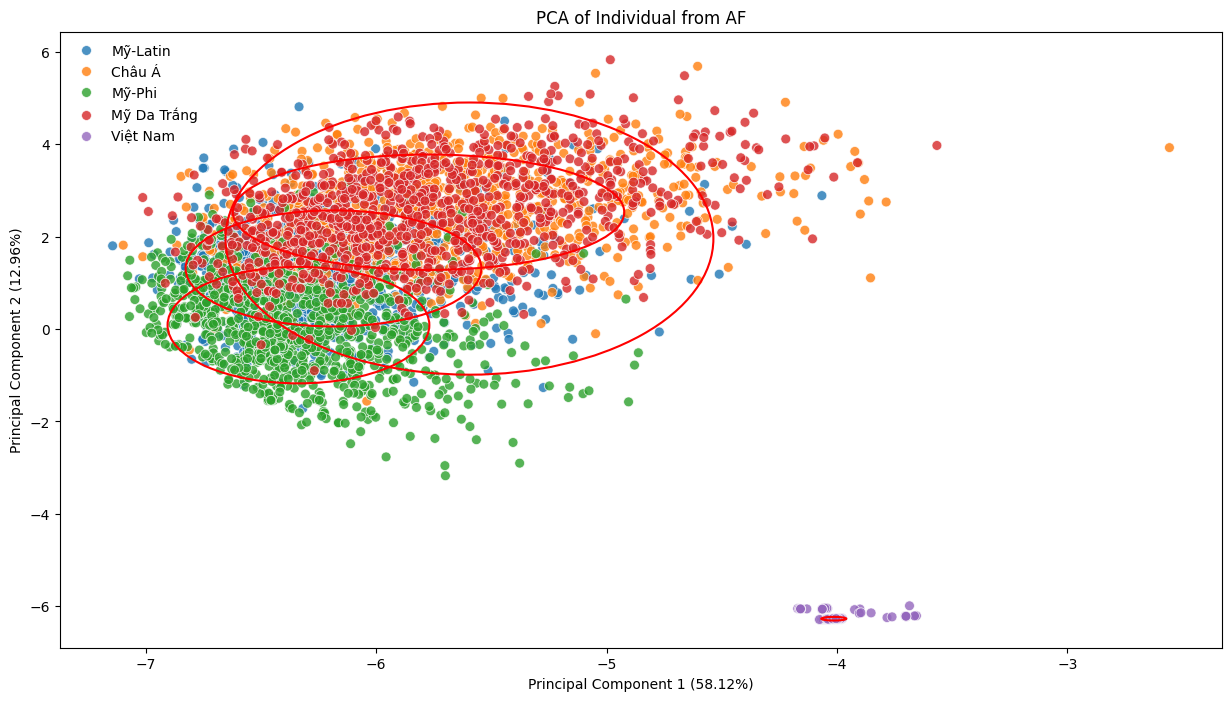 PCA of Individual from AF
Mỹ-Latin
Châu Á
Mỹ-Phi
Mỹ Da Trắng
Việt Nam
Principal Component 2 (12.96%)
6
4
2
0
−2
−4
−6
−7
−6
−5
−4
−3
Principal Component 1 (58.12%)